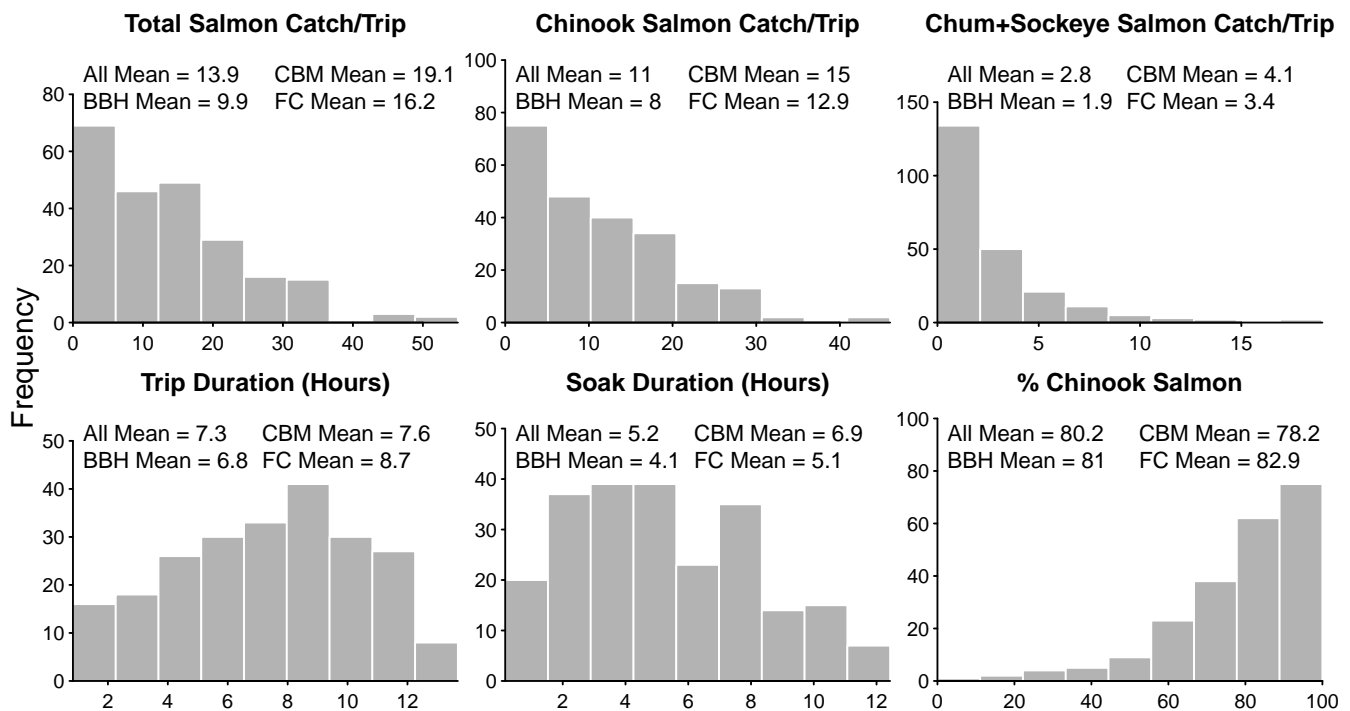 Total Salmon Catch/Trip
All Mean = 13.9 CBM Mean = 19.1
BBH Mean = 9.9 FC Mean = 16.2
80
60
40
20
0
0 10 20 30 40 50
Chinook Salmon Catch/Trip
All Mean = 11 CBM Mean = 15
BBH Mean = 8 FC Mean = 12.9
100
80
60
40
20
0
0 10 20 30 40
Chum+Sockeye Salmon Catch/Trip
All Mean = 2.8 CBM Mean = 4.1
BBH Mean = 1.9 FC Mean = 3.4
150
100
50
0
0 5 10 15
Frequency
Trip Duration (Hours)
All Mean = 7.3 CBM Mean = 7.6
BBH Mean = 6.8 FC Mean = 8.7
50
40
30
20
10
0
2 4 6 8 10 12
Soak Duration (Hours)
All Mean = 5.2 CBM Mean = 6.9
BBH Mean = 4.1 FC Mean = 5.1
50
40
30
20
10
0
2 4 6 8 10 12
% Chinook Salmon
All Mean = 80.2 CBM Mean = 78.2
BBH Mean = 81 FC Mean = 82.9
100
80
60
40
20
0
0 20 40 60 80 100